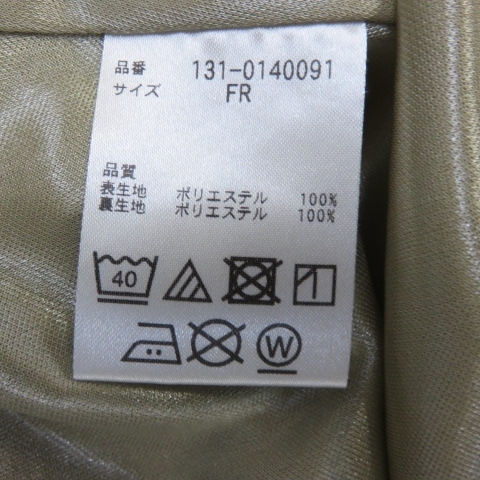 品番 131-0140091
サイズ FR
品質
表生地 ポリエステル 100%
裏生地 ポリエステル 100%
40
W